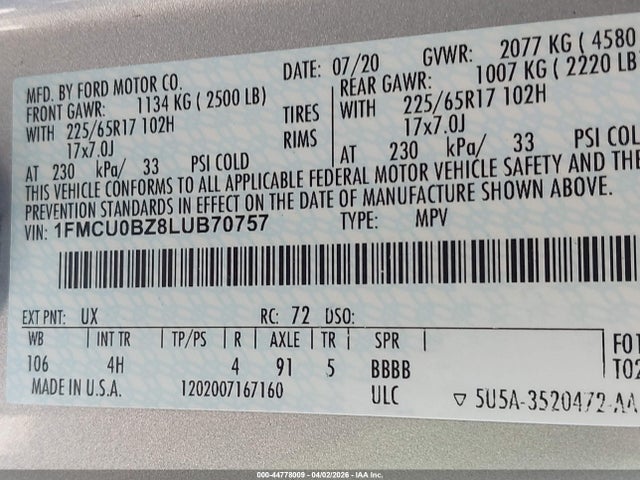 MFD. BY FORD MOTOR CO.
DATE: 07/20 GVWR: 2077 KG ( 4580
FRONT GAWR: 1134 KG ( 2500 LB)
REAR GAWR: 1007 KG ( 2220 LB
WITH 225/65R17 102H TIRES
WITH 225/65R17 102H
17x7.0J RIMS
17x7.0J
AT 230 kPa/ 33 PSI COLD
AT 230 kPa/ 33 PSI COLD
THIS VEHICLE CONFORMS TO ALL APPLICABLE FEDERAL MOTOR VEHICLE SAFETY AND THE
PREVENTION STANDARDS IN EFFECT ON THE DATE OF MANUFACTURE SHOWN ABOVE.
VIN: 1FMCU0BZ8LUB70757 TYPE: MPV
EXT PNT: UX RC: 72 DSO:
WB INT TR TP/PS R AXLE TR SPR
106 4H 4 91 5 BBBB
MADE IN U.S.A. 1202007167160 ULC
F01
T02
▽ 5U5A-3520472-AA
000-44778009 - 04/02/2026 - IAA Inc.